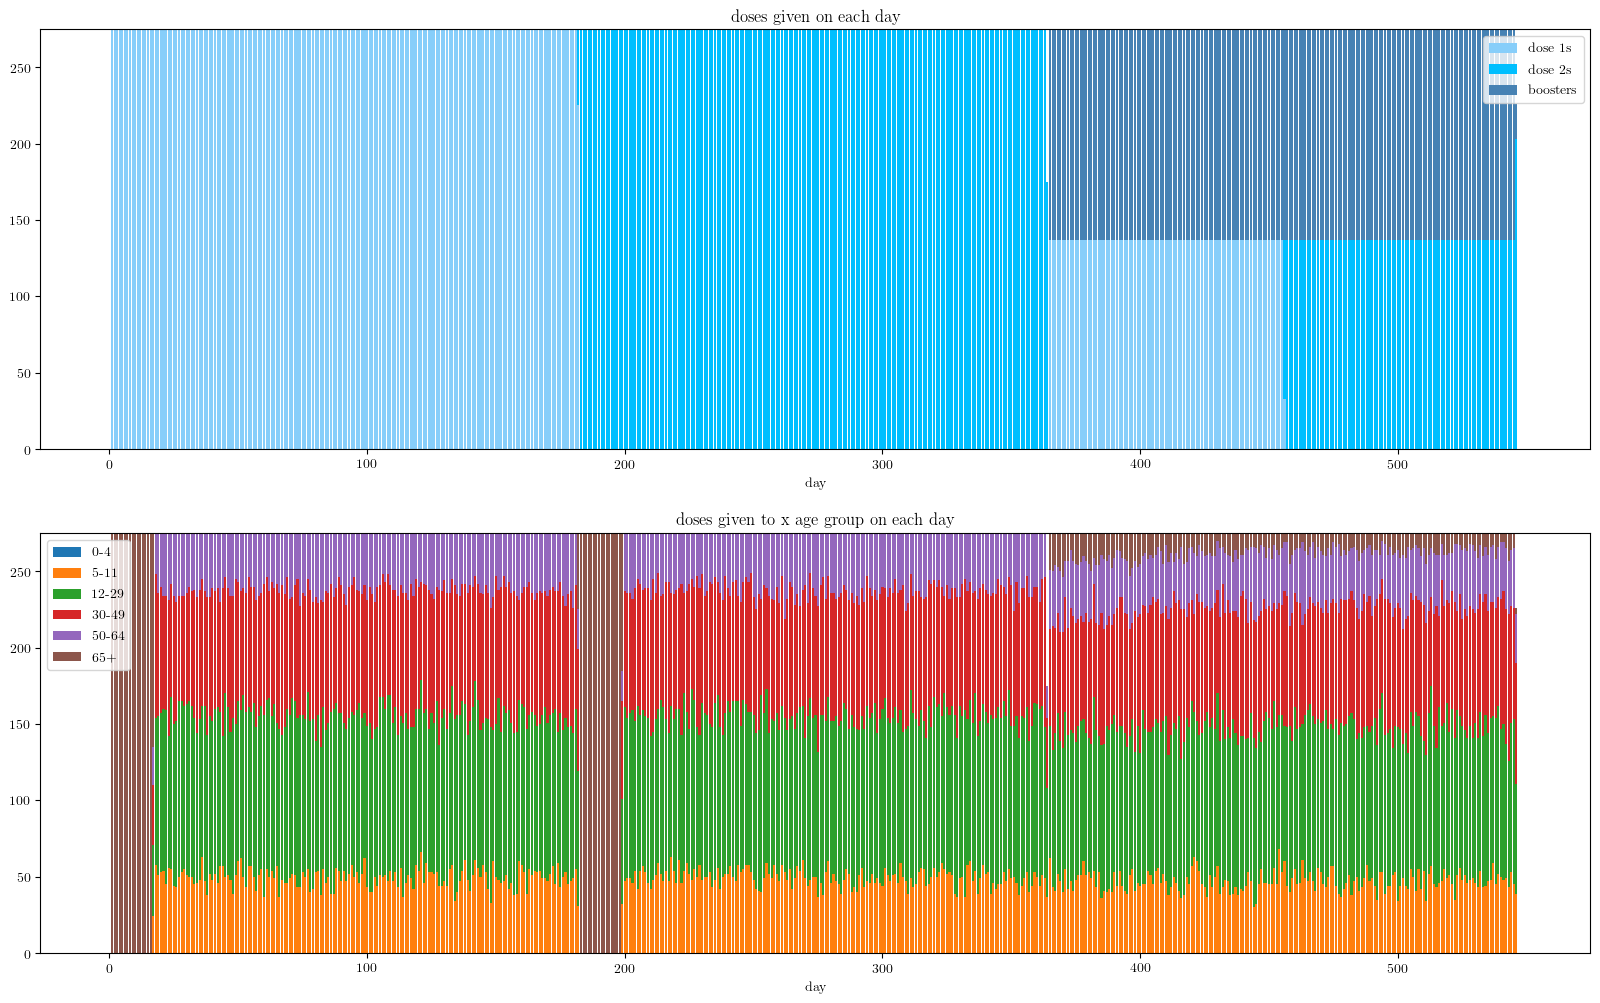 doses given on each day
250
200
150
100
50
0
dose 1s
dose 2s
boosters
0 100 200 300 400 500
day
doses given to x age group on each day
250
200
150
100
50
0
0-4
5-11
12-29
30-49
50-64
65+
0 100 200 300 400 500
day